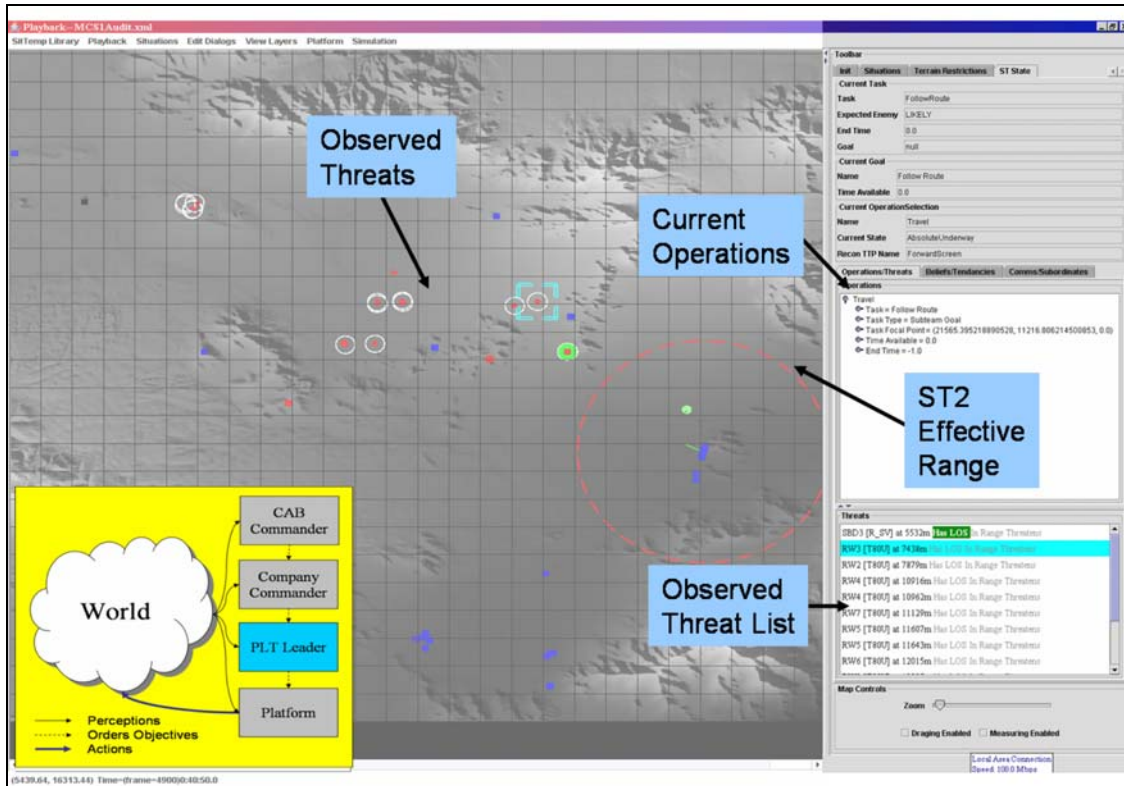 Playback--MCS1Audit.xml
SitTemp Library Playback Situations Edit Dialogs View Layers Platform Simulation
Observed
Threats
Current
Operations
ST2
Effective
Range
Observed
Threat List
World
CAB
Commander
Company
Commander
PLT Leader
Platform
Perceptions
Orders Objectives
Actions
(5439.64, 16313.44) Time=(frame=4900)0:40:50.0
Toolbar
Init Situations Terrain Restrictions ST State
Current Task
Task FollowRoute
Expected Enemy LIKELY
End Time 0.0
Goal null
Current Goal
Name Follow Route
Time Available 0.0
Current OperationSelection
Name Travel
Current State AbsoluteUnderway
Recon TTP Name ForwardScreen
Operations/Threats Beliefs/Tendancies Comms/Subordinates
Operations
Travel
Task = Follow Route
Task Type = Subteam Goal
Task Focal Point = (21565.395218890528, 11216.806214500853, 0.0)
Time Available = 0.0
End Time = -1.0
Threats
SBD3 [R_SV] at 5532m Has LOS In Range Threatens
RW3 [T80U] at 7438m Has LOS In Range Threatens
RW2 [T80U] at 7879m Has LOS In Range Threatens
RW4 [T80U] at 10916m Has LOS In Range Threatens
RW4 [T80U] at 10962m Has LOS In Range Threatens
RW7 [T80U] at 11129m Has LOS In Range Threatens
RW5 [T80U] at 11607m Has LOS In Range Threatens
RW5 [T80U] at 11643m Has LOS In Range Threatens
RW6 [T80U] at 12015m Has LOS In Range Threatens
Map Controls
Zoom
Draging Enabled Measuring Enabled
Local Area Connection
Speed: 100.0 Mbps